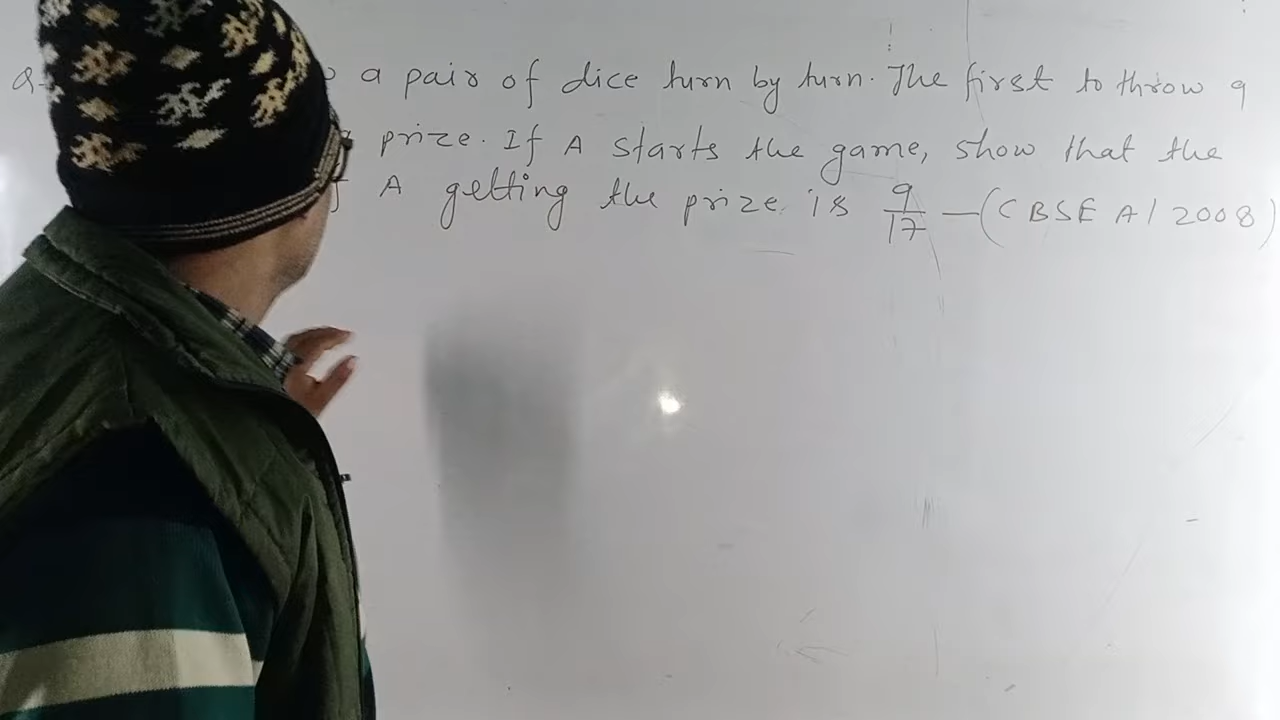 a pair of dice turn by turn. The first to throw 9
prize. If A starts the game, show that the
A getting the prize is 9/17 — (CBSE AI 2008)